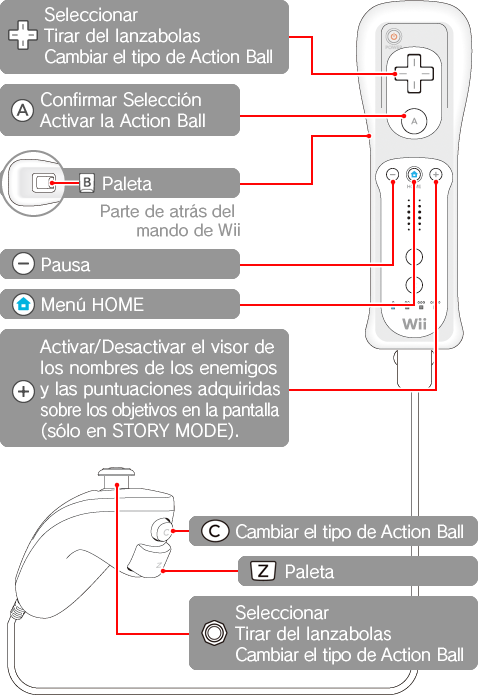 Seleccionar
Tirar del lanzabolas
Cambiar el tipo de Action Ball
A
Confirmar Selección
Activar la Action Ball
A
B Paleta
Parte de atrás del
mando de Wii
Pausa
HOME
Menú HOME
Wii
Activar/Desactivar el visor de
los nombres de los enemigos
y las puntuaciones adquiridas
sobre los objetivos en la pantalla
(sólo en STORY MODE).
C Cambiar el tipo de Action Ball
C
Z Paleta
Z
Seleccionar
Tirar del lanzabolas
Cambiar el tipo de Action Ball